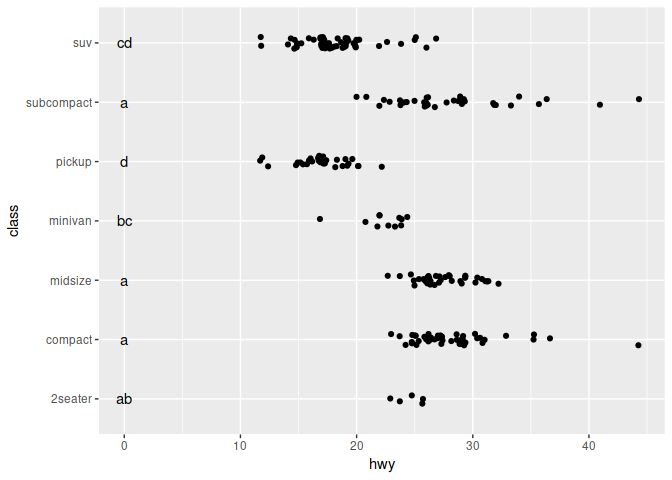 suv cd
subcompact a
pickup d
minivan bc
midsize a
compact a
2seater ab
class
0 10 20 30 40
hwy